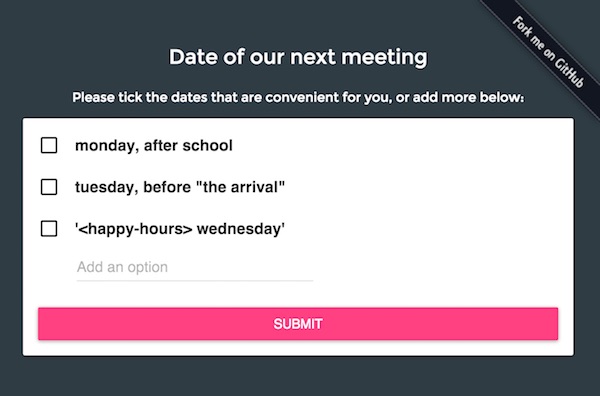 Fork me on GitHub
Date of our next meeting
Please tick the dates that are convenient for you, or add more below:
monday, after school
tuesday, before "the arrival"
'<happy-hours> wednesday'
Add an option
SUBMIT